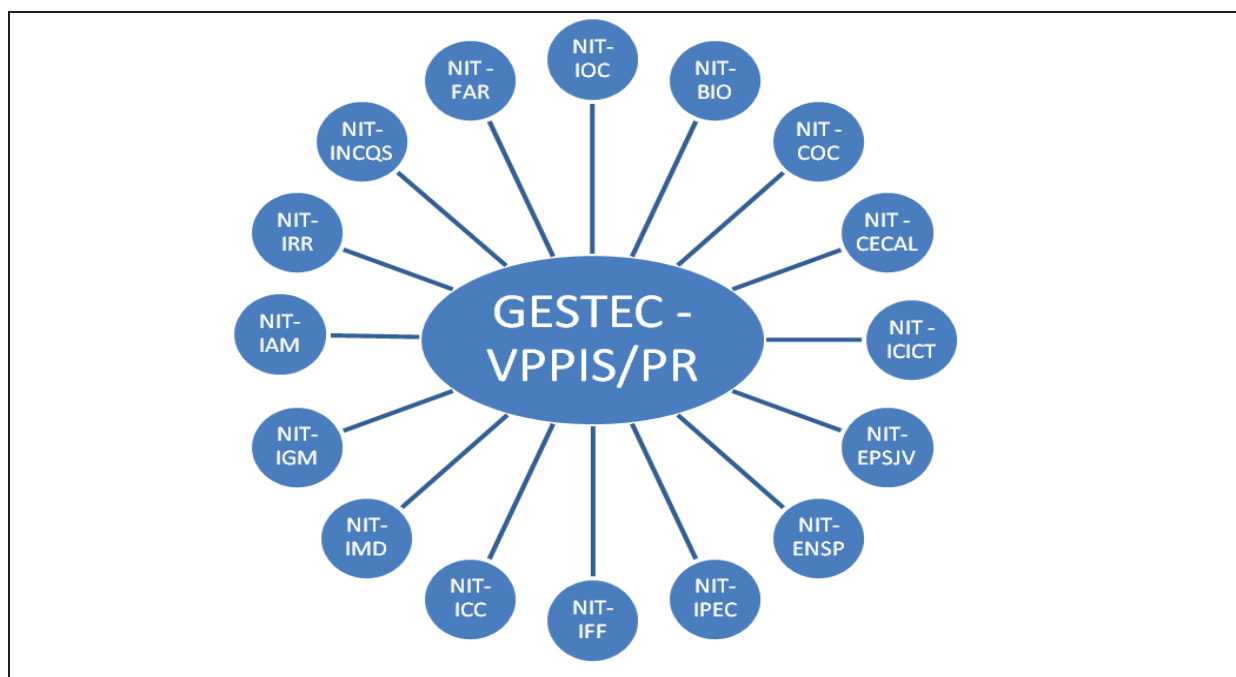 NIT-
IOC
NIT-
BIO
NIT -
COC
NIT -
CECAL
NIT -
ICICT
NIT-
EPSJV
NIT-
ENSP
NIT-
IPEC
NIT-
IFF
NIT-
ICC
NIT-
IMD
NIT-
IGM
NIT-
IAM
NIT-
IRR
NIT-
INCQS
NIT -
FAR
GESTEC -
VPPIS/PR